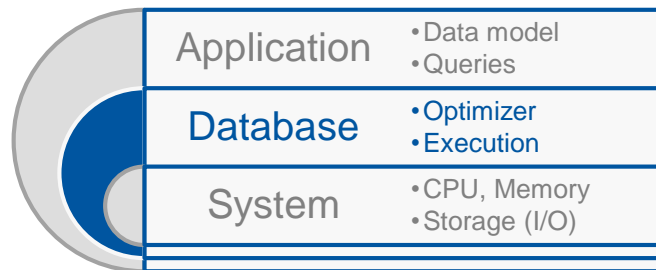 Application
•Data model
•Queries
Database
•Optimizer
•Execution
System
•CPU, Memory
•Storage (I/O)